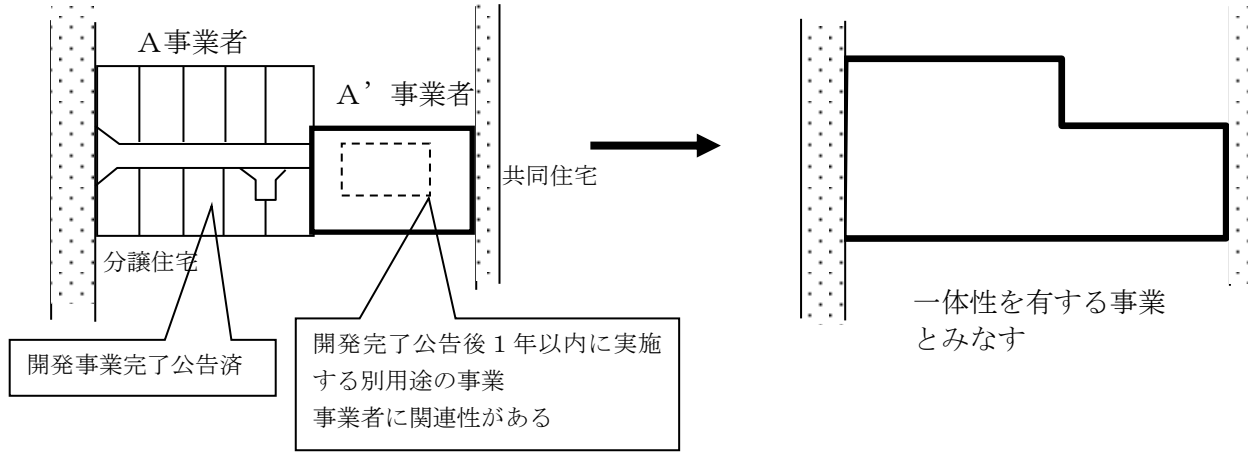 A事業者
A’事業者
共同住宅
分譲住宅
開発事業完了公告済
開発完了公告後1年以内に実施
する別用途の事業
事業者に関連性がある
一体性を有する事業
とみなす